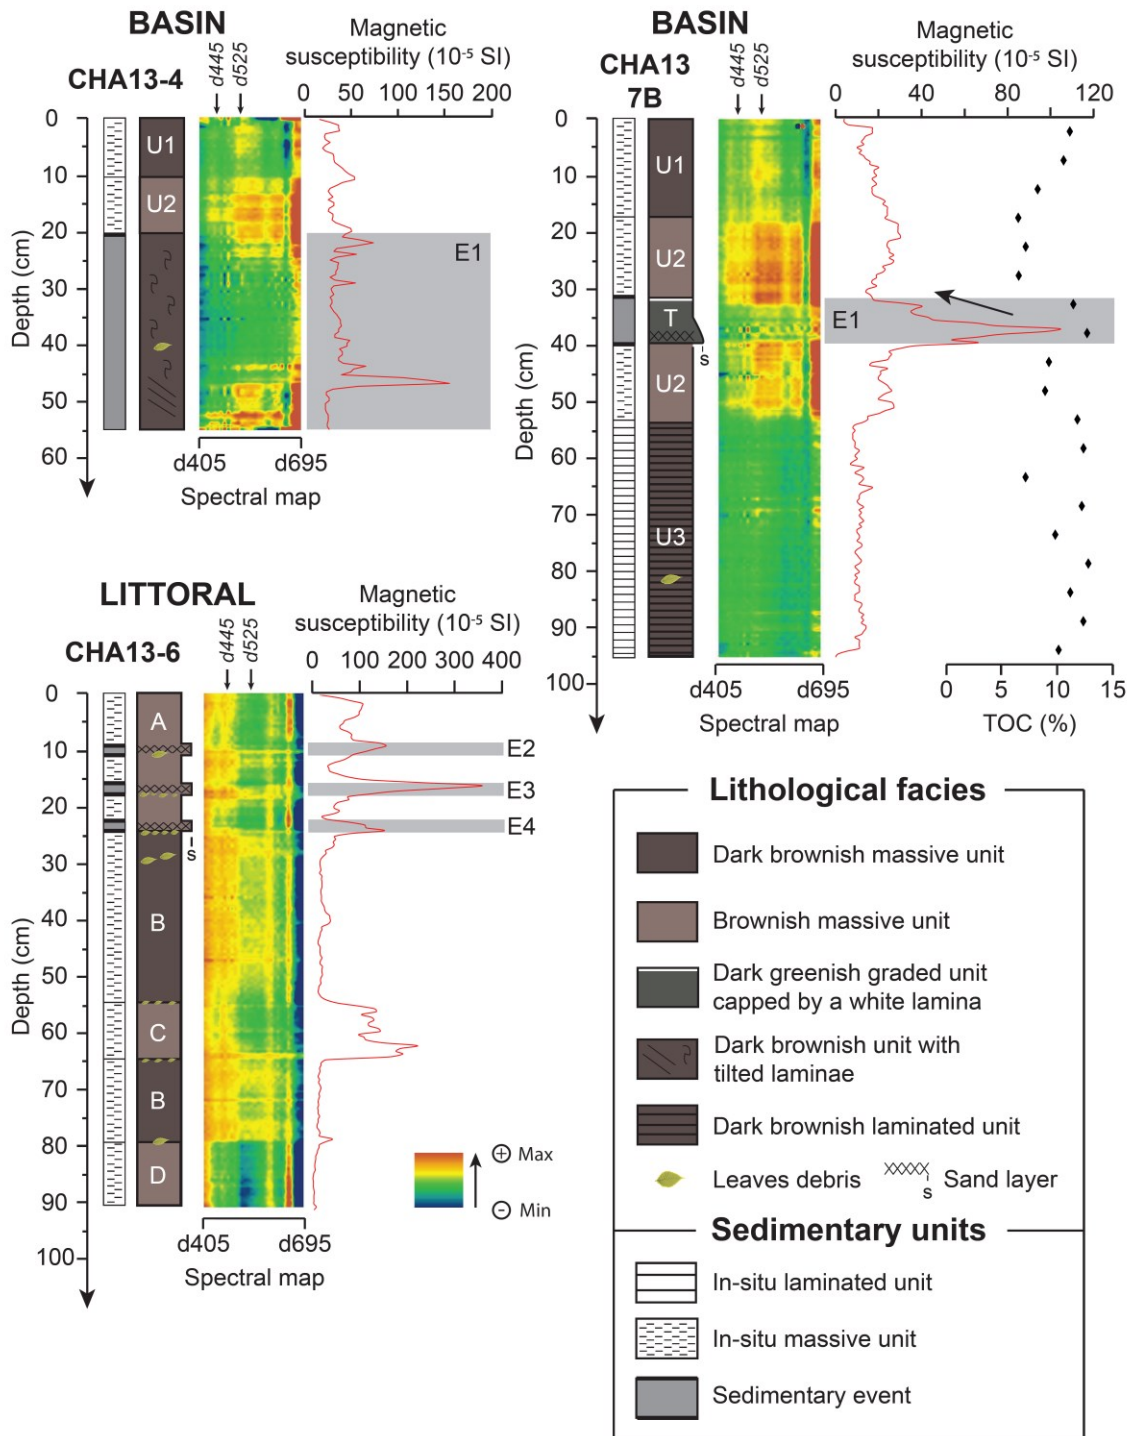 BASIN
CHA13-4
d445
d525
Magnetic
susceptibility (10⁻⁵ SI)
0 50 100 150 200
0
10
20
30
40
50
60
Depth (cm)
U1
U2
E1
d405 d695
Spectral map
BASIN
CHA13
7B
d445
d525
Magnetic
susceptibility (10⁻⁵ SI)
0 40 80 120
0
10
20
30
40
50
60
70
80
90
100
Depth (cm)
U1
U2
T
s
U2
U3
E1
d405 d695
Spectral map
0 5 10 15
TOC (%)
LITTORAL
CHA13-6
d445
d525
Magnetic
susceptibility (10⁻⁵ SI)
0 100 200 300 400
0
10
20
30
40
50
60
70
80
90
100
Depth (cm)
A
s
B
C
B
D
E2
E3
E4
d405 d695
Spectral map
⊕ Max
⊖ Min
Lithological facies
Dark brownish massive unit
Brownish massive unit
Dark greenish graded unit
capped by a white lamina
Dark brownish unit with
tilted laminae
Dark brownish laminated unit
Leaves debris
s
Sand layer
Sedimentary units
In-situ laminated unit
In-situ massive unit
Sedimentary event